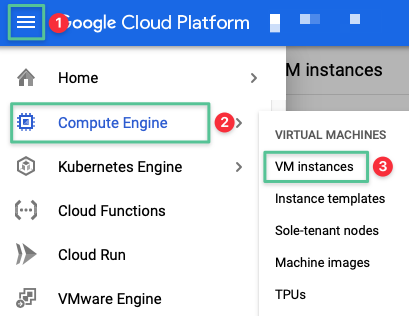 1 Google Cloud Platform
VM instances
Home
Compute Engine 2
VIRTUAL MACHINES
Kubernetes Engine
VM instances 3
Cloud Functions
Instance templates
Sole-tenant nodes
Cloud Run
Machine images
VMware Engine
TPUs